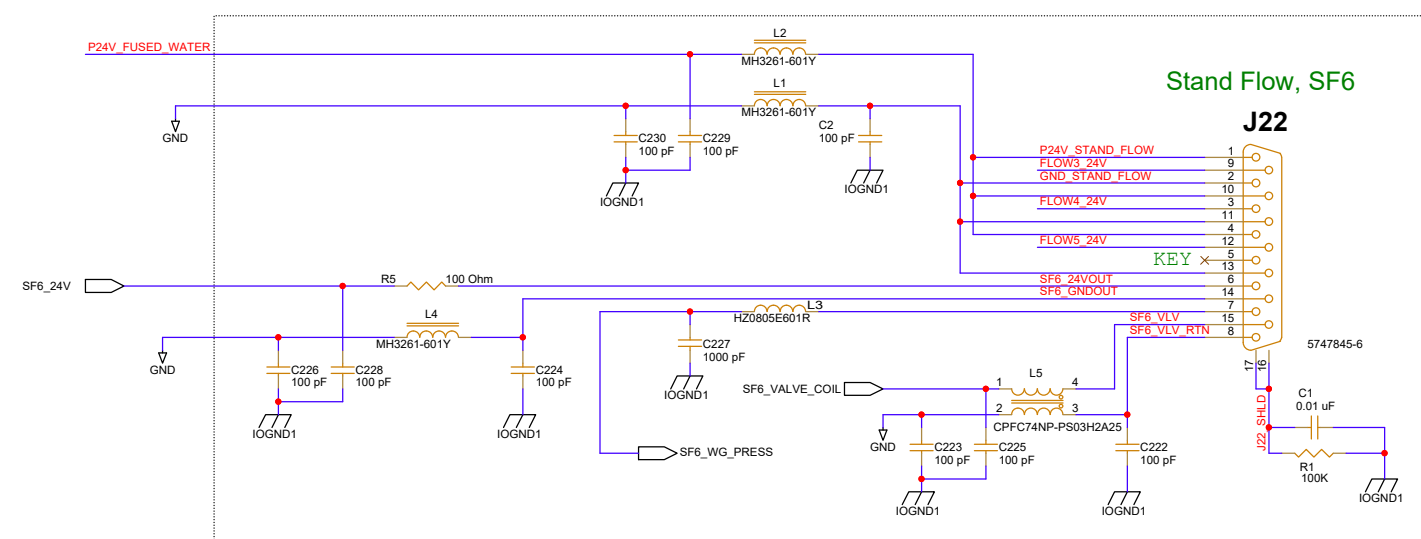 P24V_FUSED_WATER
L2
MH3261-601Y
L1
MH3261-601Y
Stand Flow, SF6
J22
GND
C230
100 pF
C229
100 pF
C2
100 pF
IOGND1
IOGND1
P24V_STAND_FLOW
1
FLOW3_24V
9
GND_STAND_FLOW
2
10
FLOW4_24V
3
11
4
FLOW5_24V
12
KEY
5
13
SF6_24VOUT
6
SF6_GNDOUT
14
7
SF6_VLV
15
SF6_VLV_RTN
8
SF6_24V
R5
100 Ohm
L4
MH3261-601Y
L3
HZ0805E601R
GND
C226
100 pF
C228
100 pF
C224
100 pF
C227
1000 pF
IOGND1
IOGND1
IOGND1
5747845-6
17
16
SF6_VALVE_COIL
1
L5
4
2
3
CPFC74NP-PS03H2A25
GND
C223
100 pF
C225
100 pF
C222
100 pF
SF6_WG_PRESS
IOGND1
IOGND1
J22_SHLD
C1
0.01 uF
R1
100K
IOGND1